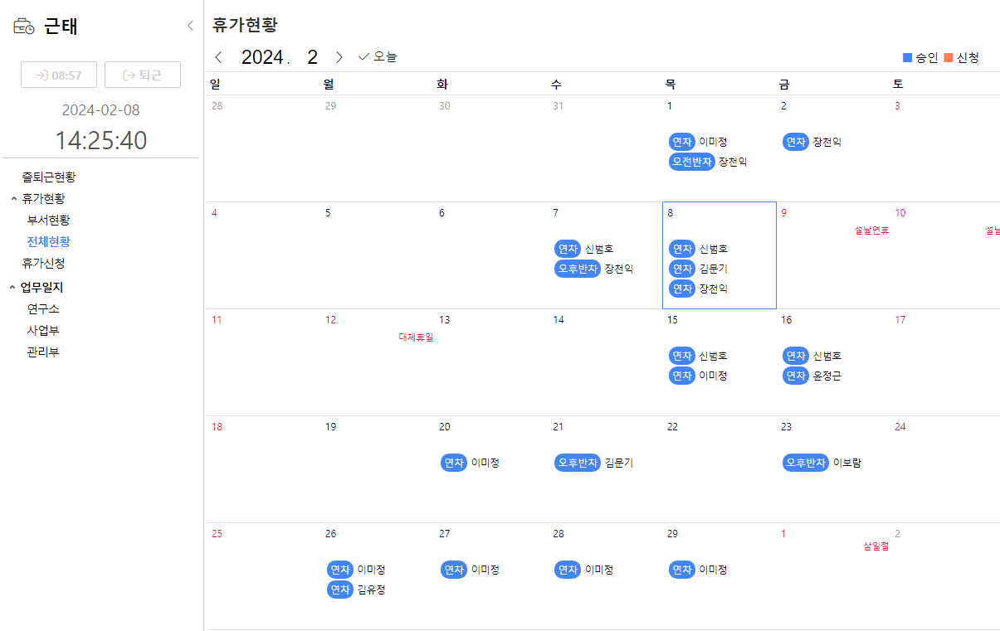 근태
08:57 퇴근
2024-02-08
14:25:40
출퇴근현황
휴가현황
부서현황
전체현황
휴가신청
업무일지
연구소
사업부
관리부
휴가현황
2024. 2 오늘
승인 신청
일 월 화 수 목 금 토
28 29 30 31 1 2 3
연차 이미정 연차 장천익
오전반차 장천익
4 5 6 7 8 9 10
설날연휴 설날
연차 신범호 연차 신범호
오후반차 장천익 연차 김문기
연차 장천익
11 12 13 14 15 16 17
대체휴일
연차 신범호 연차 신범호
연차 이미정 연차 윤정근
18 19 20 21 22 23 24
연차 이미정 오후반차 김문기 오후반차 이보람
25 26 27 28 29 1 2
삼일절
연차 이미정 연차 이미정 연차 이미정 연차 이미정
연차 김유정